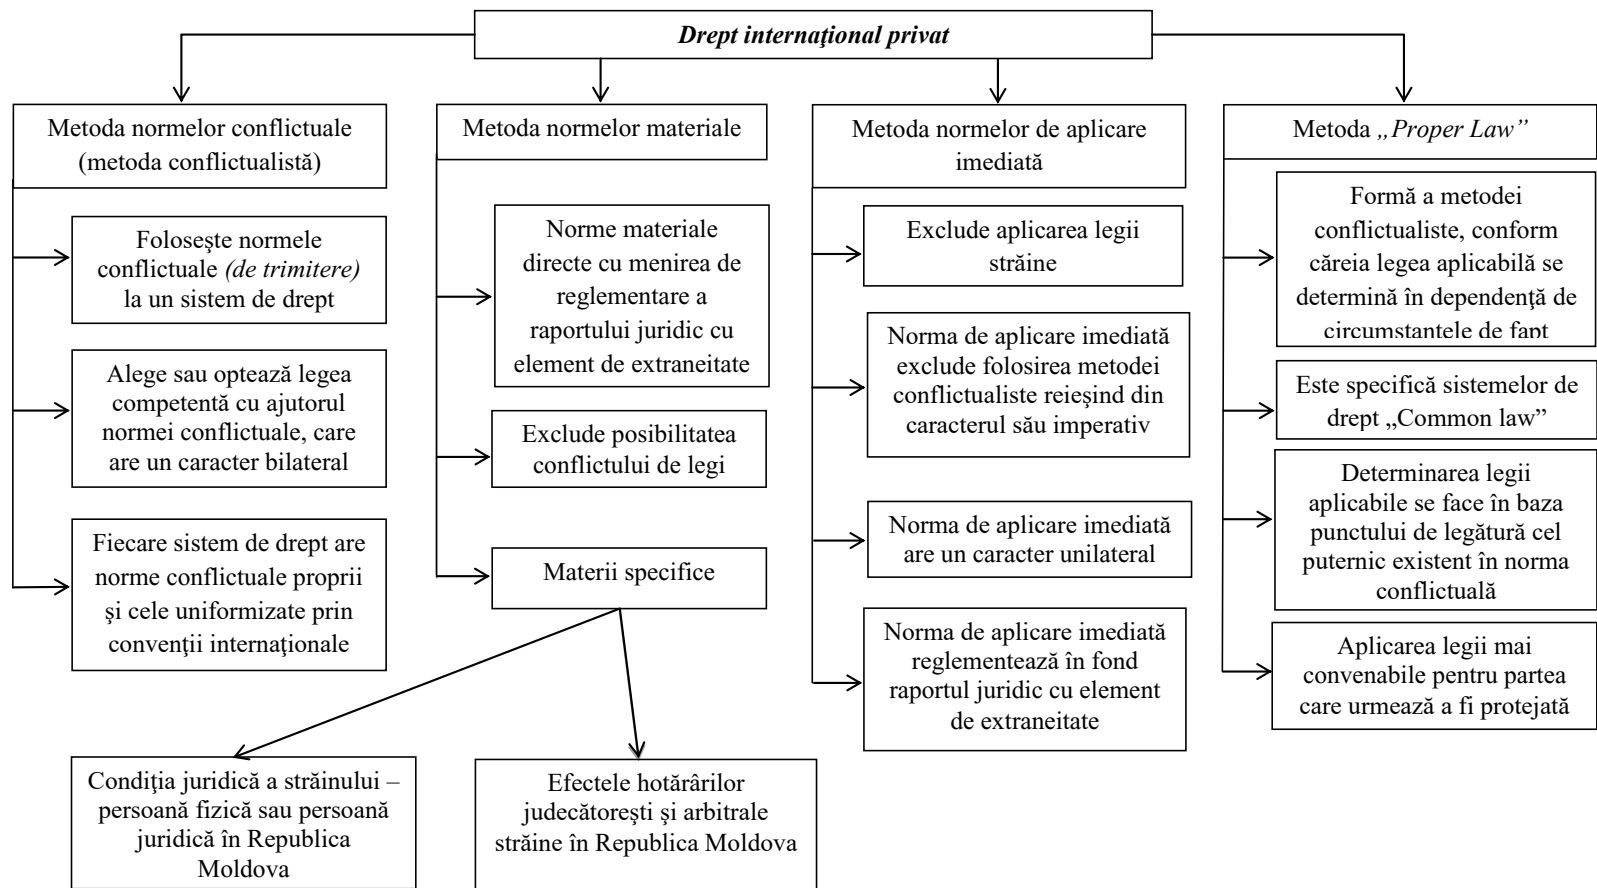 Drept internaţional privat
Metoda normelor conflictuale
(metoda conflictualistă)
Foloseşte normele
conflictuale (de trimitere)
la un sistem de drept
Alege sau optează legea
competentă cu ajutorul
normei conflictuale, care
are un caracter bilateral
Fiecare sistem de drept are
norme conflictuale proprii
şi cele uniformizate prin
convenţii internaţionale
Metoda normelor materiale
Norme materiale
directe cu menirea de
reglementare a
raportului juridic cu
element de extraneitate
Exclude posibilitatea
conflictului de legi
Materii specifice
Condiţia juridică a străinului –
persoană fizică sau persoană
juridică în Republica
Moldova
Efectele hotărârilor
judecătoreşti şi arbitrale
străine în Republica Moldova
Metoda normelor de aplicare
imediată
Exclude aplicarea legii
străine
Norma de aplicare imediată
exclude folosirea metodei
conflictualiste reieşind din
caracterul său imperativ
Norma de aplicare imediată
are un caracter unilateral
Norma de aplicare imediată
reglementează în fond
raportul juridic cu element
de extraneitate
Metoda „Proper Law”
Formă a metodei
conflictualiste, conform
căreia legea aplicabilă se
determină în dependenţă de
circumstanţele de fapt
Este specifică sistemelor de
drept „Common law”
Determinarea legii
aplicabile se face în baza
punctului de legătură cel
puternic existent în norma
conflictuală
Aplicarea legii mai
convenabile pentru partea
care urmează a fi protejată